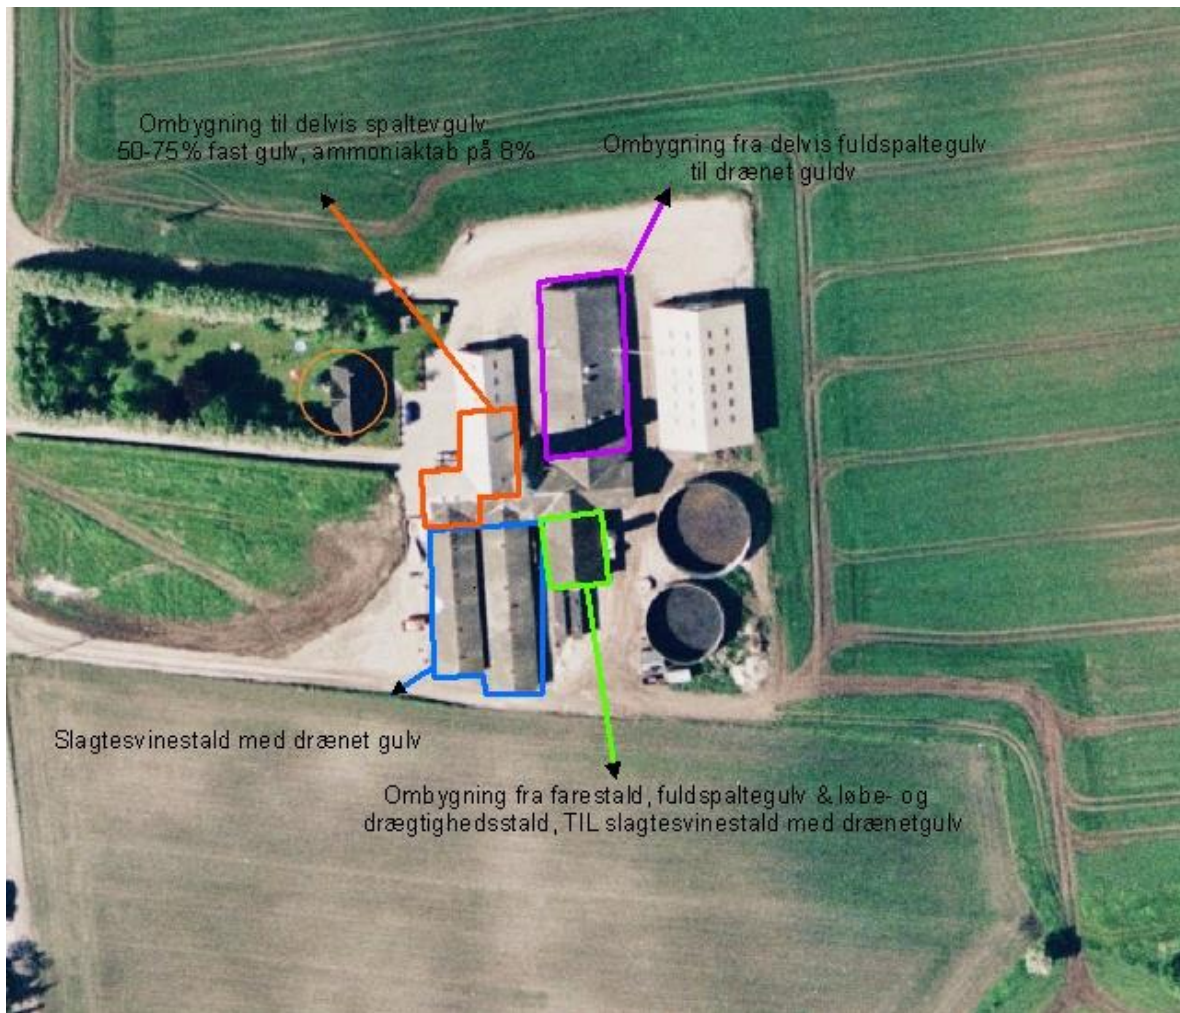 Ombygning til delvis spaltevgulv
50-75% fast gulv, ammoniaktab på 8%
Ombygning fra delvis fuldspaltegulv
til drænet guldv
Slagtesvinestald med drænet gulv
Ombygning fra farestald, fuldspaltegulv & løbe- og
drægtighedsstald, TIL slagtesvinestald med drænetgulv